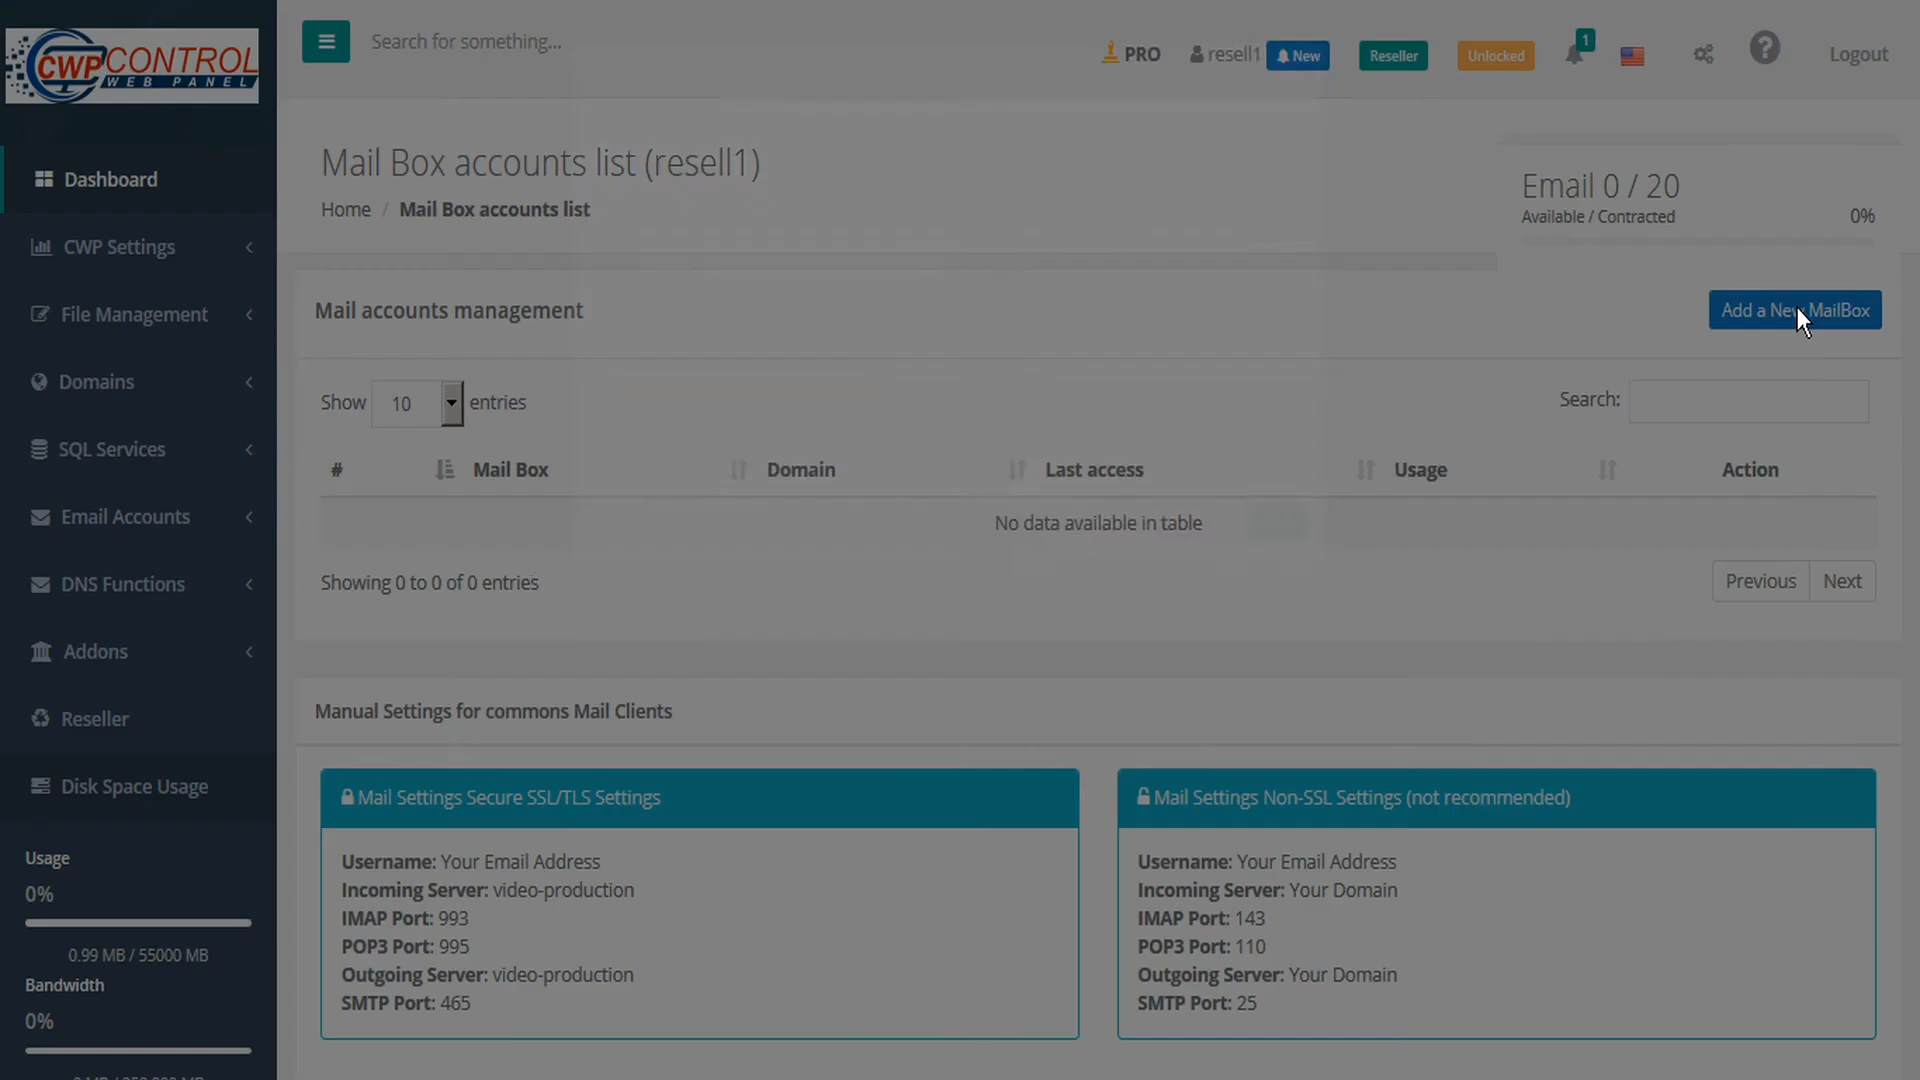 CWP CONTROL
WEB PANEL
Search for something...
PRO
resell1
New
Reseller
Unlocked
1
Logout
Dashboard
CWP Settings
File Management
Domains
SQL Services
Email Accounts
DNS Functions
Addons
Reseller
Disk Space Usage
Usage
0%
0.99 MB / 55000 MB
Bandwidth
0%
Mail Box accounts list (resell1)
Home / Mail Box accounts list
Email 0 / 20
Available / Contracted 0%
Mail accounts management
Add a New MailBox
Show 10 entries
Search:
# Mail Box Domain Last access Usage Action
No data available in table
Showing 0 to 0 of 0 entries
Previous Next
Manual Settings for commons Mail Clients
Mail Settings Secure SSL/TLS Settings
Username: Your Email Address
Incoming Server: video-production
IMAP Port: 993
POP3 Port: 995
Outgoing Server: video-production
SMTP Port: 465
Mail Settings Non-SSL Settings (not recommended)
Username: Your Email Address
Incoming Server: Your Domain
IMAP Port: 143
POP3 Port: 110
Outgoing Server: Your Domain
SMTP Port: 25